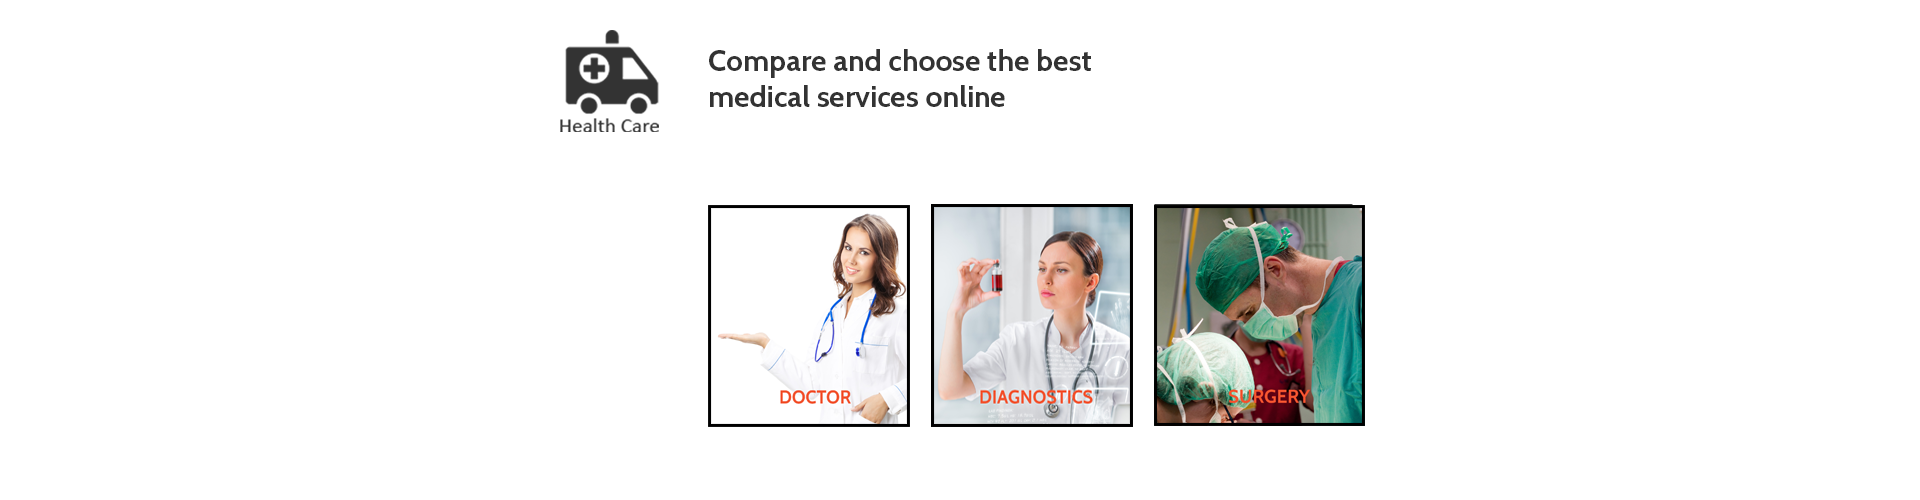 Compare and choose the best
medical services online
Health Care
DOCTOR
DIAGNOSTICS
SURGERY